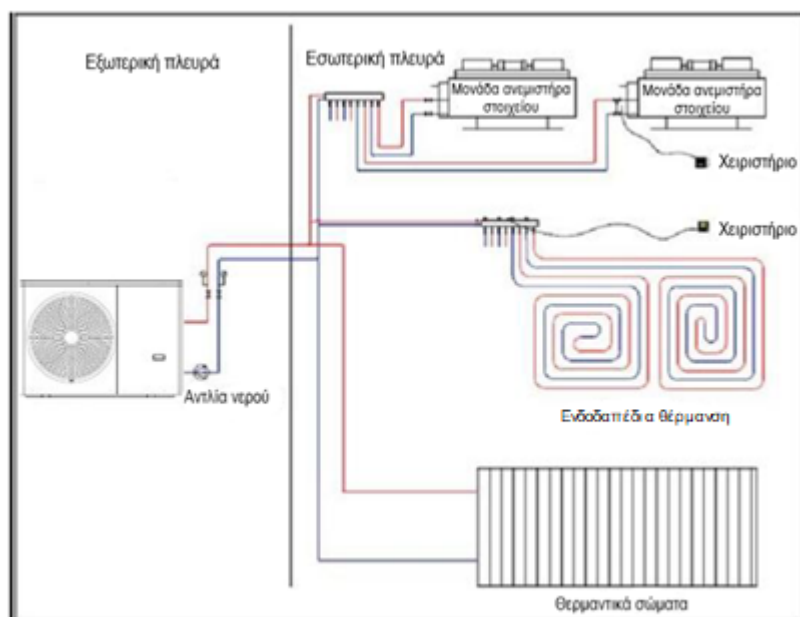 Εξωτερική πλευρά
Εσωτερική πλευρά
Μονάδα ανεμιστήρα
στοιχείου
Μονάδα ανεμιστήρα
στοιχείου
Χειριστήριο
Χειριστήριο
Αντλία νερού
Ενδοδαπέδια θέρμανση
Θερμαντικά σώματα